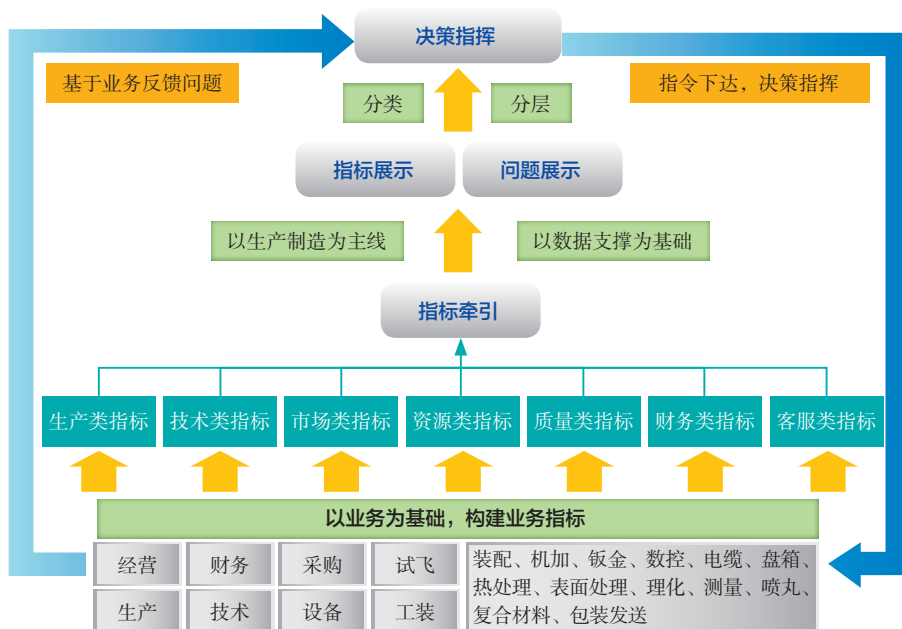 决策指挥
基于业务反馈问题
指令下达，决策指挥
分类
分层
指标展示
问题展示
以生产制造为主线
以数据支撑为基础
指标牵引
生产类指标
技术类指标
市场类指标
资源类指标
质量类指标
财务类指标
客服类指标
以业务为基础，构建业务指标
经营
财务
采购
试飞
生产
技术
设备
工装
装配、机加、钣金、数控、电缆、盘箱、
热处理、表面处理、理化、测量、喷丸、
复合材料、包装发送